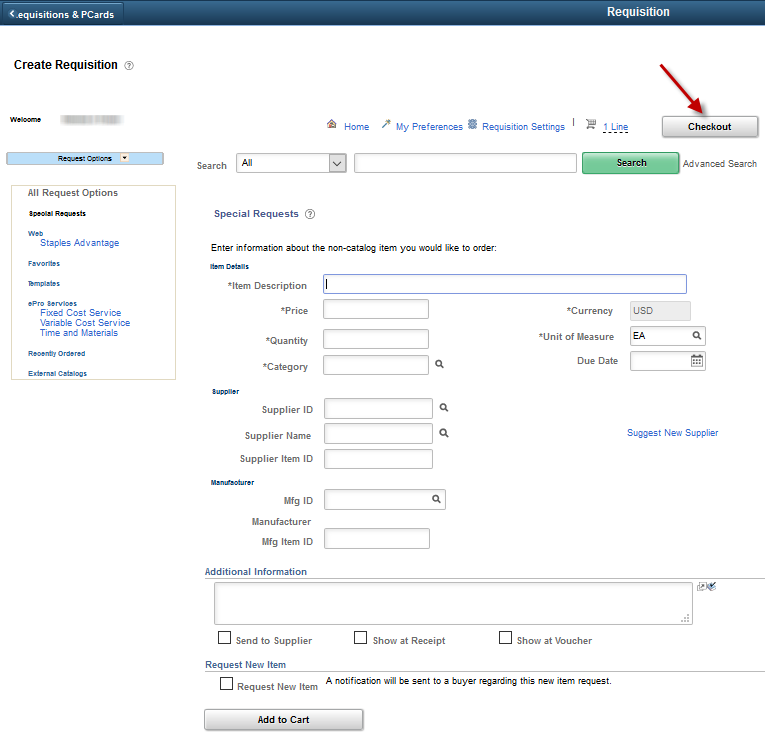 .equisitions & PCards
Requisition
Create Requisition
Welcome
Home My Preferences Requisition Settings 1 Line
Checkout
Request Options
Search All Search Advanced Search
All Request Options
Special Requests
Web
Staples Advantage
Favorites
Templates
ePro Services
Fixed Cost Service
Variable Cost Service
Time and Materials
Recently Ordered
External Catalogs
Special Requests
Enter information about the non-catalog item you would like to order:
Item Details
*Item Description
*Price
*Currency USD
*Quantity
*Unit of Measure EA
*Category
Due Date
Supplier
Supplier ID
Supplier Name
Suggest New Supplier
Supplier Item ID
Manufacturer
Mfg ID
Manufacturer
Mfg Item ID
Additional Information
Send to Supplier Show at Receipt Show at Voucher
Request New Item
Request New Item A notification will be sent to a buyer regarding this new item request.
Add to Cart